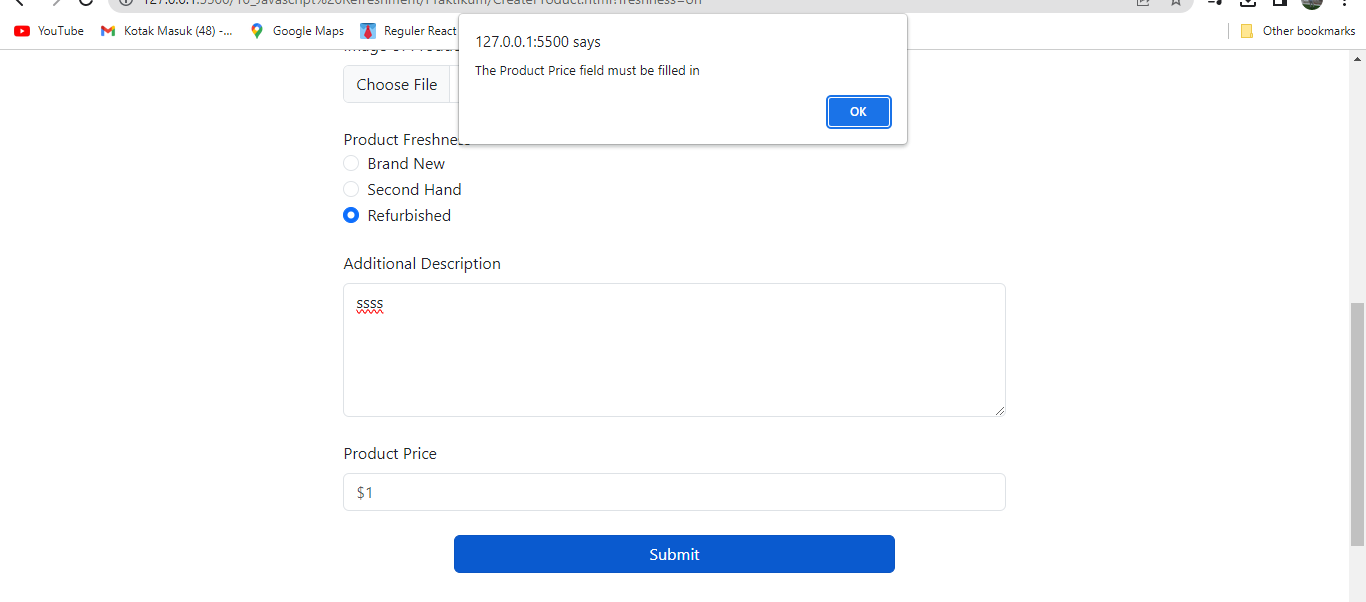 127.0.0.1:5500/16_Javascript%20Refreshment/Praktikum/CreateProduct.html?freshness=on
YouTube
Kotak Masuk (48) -...
Google Maps
Reguler React
Other bookmarks
127.0.0.1:5500 says
The Product Price field must be filled in
OK
Image of Produ
Choose File
Product Freshness
Brand New
Second Hand
Refurbished
Additional Description
ssss
Product Price
$1
Submit